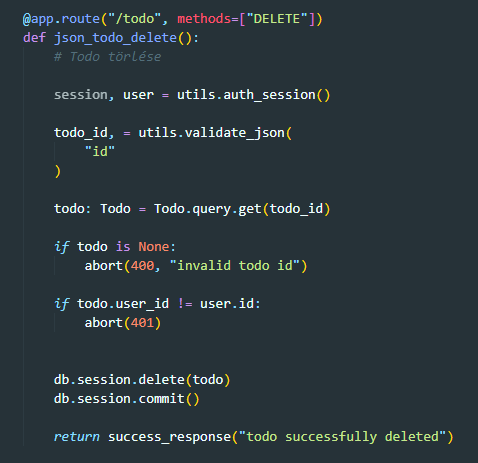 @app.route("/todo", methods=["DELETE"])
def json_todo_delete():
    # Todo törlése
    session, user = utils.auth_session()
    todo_id, = utils.validate_json(
        "id"
    )
    todo: Todo = Todo.query.get(todo_id)
    if todo is None:
        abort(400, "invalid todo id")
    if todo.user_id != user.id:
        abort(401)
    db.session.delete(todo)
    db.session.commit()
    return success_response("todo successfully deleted")